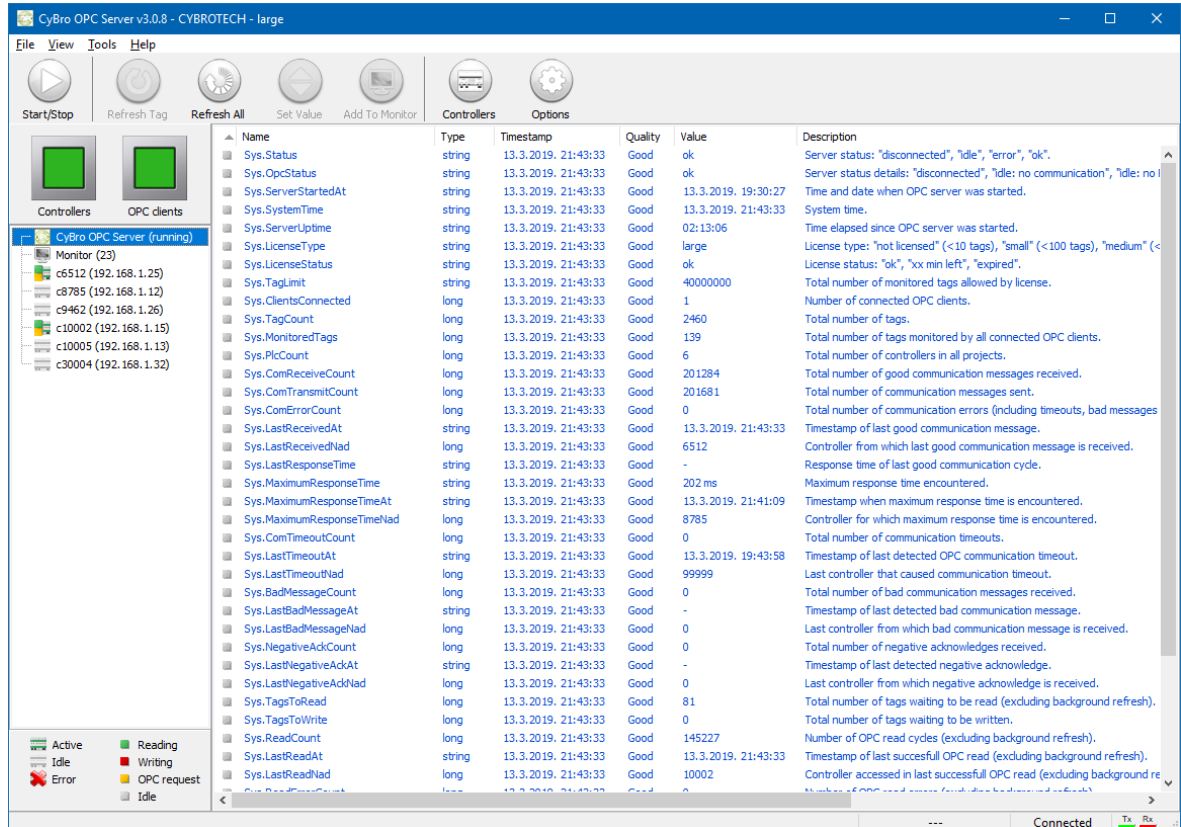 CyBro OPC Server v3.0.8 - CYBROTECH - large
File View Tools Help
Start/Stop Refresh Tag Refresh All Set Value Add To Monitor Controllers Options
Controllers OPC clients
CyBro OPC Server (running)
Monitor (23)
c6512 (192.168.1.25)
c8785 (192.168.1.12)
c9462 (192.168.1.26)
c10002 (192.168.1.15)
c10005 (192.168.1.13)
c30004 (192.168.1.32)
Active Reading
Idle Writing
Error OPC request
Idle
Name Type Timestamp Quality Value Description
Sys.Status string 13.3.2019. 21:43:33 Good ok Server status: "disconnected", "idle", "error", "ok".
Sys.OpcStatus string 13.3.2019. 21:43:33 Good ok Server status details: "disconnected", "idle: no communication", "idle: no
Sys.ServerStartedAt string 13.3.2019. 21:43:33 Good 13.3.2019. 19:30:27 Time and date when OPC server was started.
Sys.SystemTime string 13.3.2019. 21:43:33 Good 13.3.2019. 21:43:33 System time.
Sys.ServerUptime string 13.3.2019. 21:43:33 Good 02:13:06 Time elapsed since OPC server was started.
Sys.LicenseType string 13.3.2019. 21:43:33 Good large License type: "not licensed" (<10 tags), "small" (<100 tags), "medium" (<
Sys.LicenseStatus string 13.3.2019. 21:43:33 Good ok License status: "ok", "xx min left", "expired".
Sys.TagLimit string 13.3.2019. 21:43:33 Good 40000000 Total number of monitored tags allowed by license.
Sys.ClientsConnected long 13.3.2019. 21:43:33 Good 1 Number of connected OPC clients.
Sys.TagCount long 13.3.2019. 21:43:33 Good 2460 Total number of tags.
Sys.MonitoredTags long 13.3.2019. 21:43:33 Good 139 Total number of tags monitored by all connected OPC clients.
Sys.PlcCount long 13.3.2019. 21:43:33 Good 6 Total number of controllers in all projects.
Sys.ComReceiveCount long 13.3.2019. 21:43:33 Good 201284 Total number of good communication messages received.
Sys.ComTransmitCount long 13.3.2019. 21:43:33 Good 201681 Total number of communication messages sent.
Sys.ComErrorCount long 13.3.2019. 21:43:33 Good 0 Total number of communication errors (including timeouts, bad messages
Sys.LastReceivedAt string 13.3.2019. 21:43:33 Good 13.3.2019. 21:43:33 Timestamp of last good communication message.
Sys.LastReceivedNad long 13.3.2019. 21:43:33 Good 6512 Controller from which last good communication message is received.
Sys.LastResponseTime string 13.3.2019. 21:43:33 Good - Response time of last good communication cycle.
Sys.MaximumResponseTime string 13.3.2019. 21:43:33 Good 202 ms Maximum response time encountered.
Sys.MaximumResponseTimeAt string 13.3.2019. 21:43:33 Good 13.3.2019. 21:41:09 Timestamp when maximum response time is encountered.
Sys.MaximumResponseTimeNad long 13.3.2019. 21:43:33 Good 8785 Controller for which maximum response time is encountered.
Sys.ComTimeoutCount long 13.3.2019. 21:43:33 Good 0 Total number of communication timeouts.
Sys.LastTimeoutAt string 13.3.2019. 21:43:33 Good 13.3.2019. 19:43:58 Timestamp of last detected OPC communication timeout.
Sys.LastTimeoutNad long 13.3.2019. 21:43:33 Good 99999 Last controller that caused communication timeout.
Sys.BadMessageCount long 13.3.2019. 21:43:33 Good 0 Total number of bad communication messages received.
Sys.LastBadMessageAt string 13.3.2019. 21:43:33 Good - Timestamp of last detected bad communication message.
Sys.LastBadMessageNad long 13.3.2019. 21:43:33 Good 0 Last controller from which bad communication message is received.
Sys.NegativeAckCount long 13.3.2019. 21:43:33 Good 0 Total number of negative acknowledges received.
Sys.LastNegativeAckAt string 13.3.2019. 21:43:33 Good - Timestamp of last detected negative acknowledge.
Sys.LastNegativeAckNad long 13.3.2019. 21:43:33 Good 0 Last controller from which negative acknowledge is received.
Sys.TagsToRead long 13.3.2019. 21:43:33 Good 81 Total number of tags waiting to be read (excluding background refresh).
Sys.TagsToWrite long 13.3.2019. 21:43:33 Good 0 Total number of tags waiting to be written.
Sys.ReadCount long 13.3.2019. 21:43:33 Good 145227 Number of OPC read cycles (excluding background refresh).
Sys.LastReadAt string 13.3.2019. 21:43:33 Good 13.3.2019. 21:43:33 Timestamp of last succesfull OPC read (excluding background refresh).
Sys.LastReadNad long 13.3.2019. 21:43:33 Good 10002 Controller accessed in last successfull OPC read (excluding background re
--- Connected Tx Rx